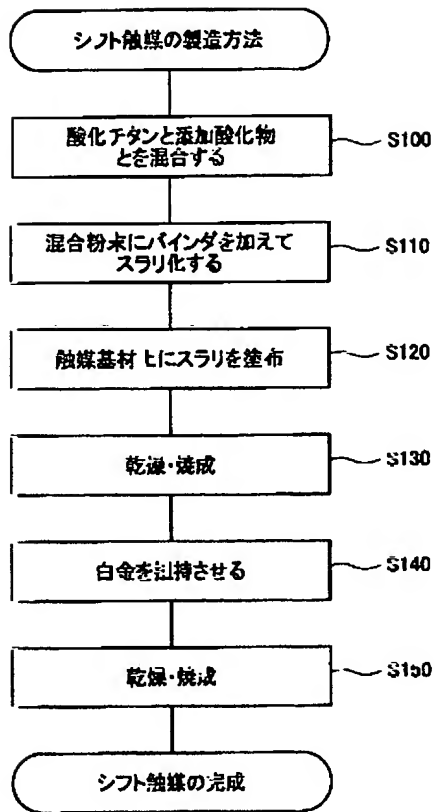 シフト触媒の製造方法
酸化チタンと添加酸化物
とを混合する
S100
混合粉末にバインダを加えて
スラリ化する
S110
触媒基材上にスラリを塗布
S120
乾燥・焼成
S130
白金を担持させる
S140
乾燥・焼成
S150
シフト触媒の完成